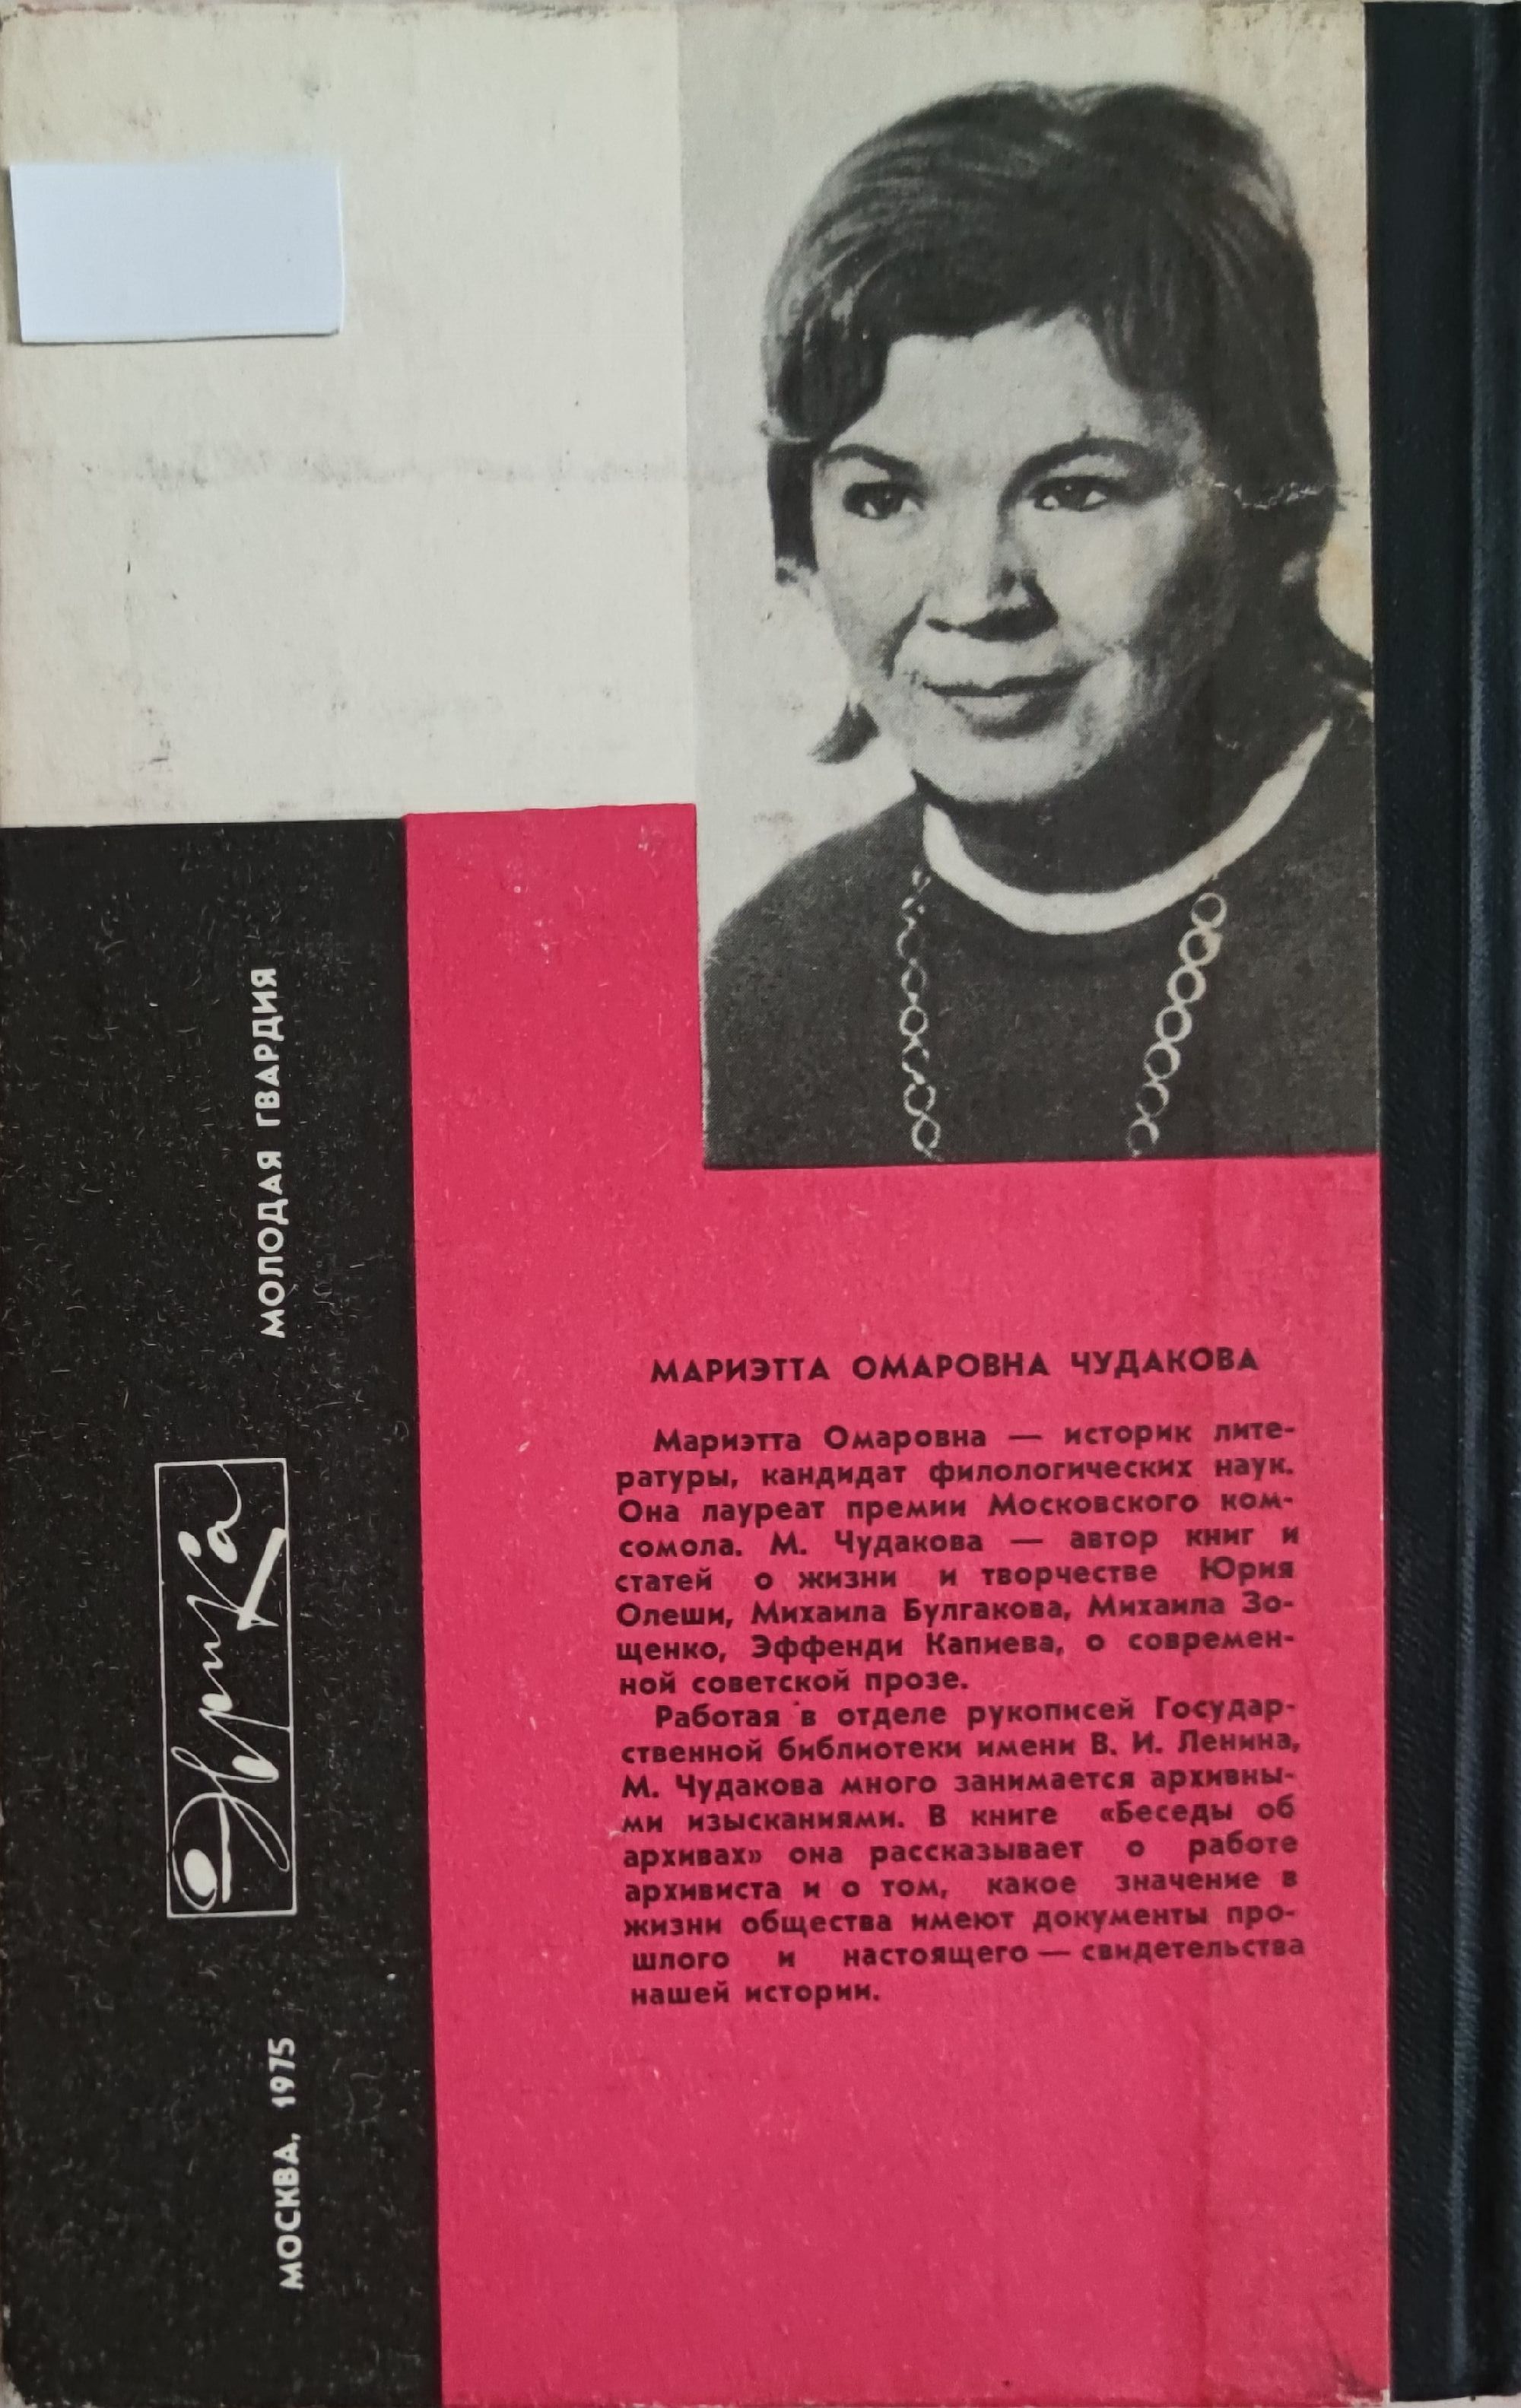 МОЛОДАЯ ГВАРДИЯ
Эврика
МОСКВА, 1975
МАРИЭТТА ОМАРОВНА ЧУДАКОВА
Мариэтта Омаровна — историк лите-
ратуры, кандидат филологических наук.
Она лауреат премии Московского ком-
сомола. М. Чудакова — автор книг и
статей о жизни и творчестве Юрия
Олеши, Михаила Булгакова, Михаила Зо-
щенко, Эффенди Капиева, о современ-
ной советской прозе.
Работая в отделе рукописей Государ-
ственной библиотеки имени В. И. Ленина,
М. Чудакова много занимается архивны-
ми изысканиями. В книге «Беседы об
архивах» она рассказывает о работе
архивиста и о том, какое значение в
жизни общества имеют документы про-
шлого и настоящего — свидетельства
нашей истории.